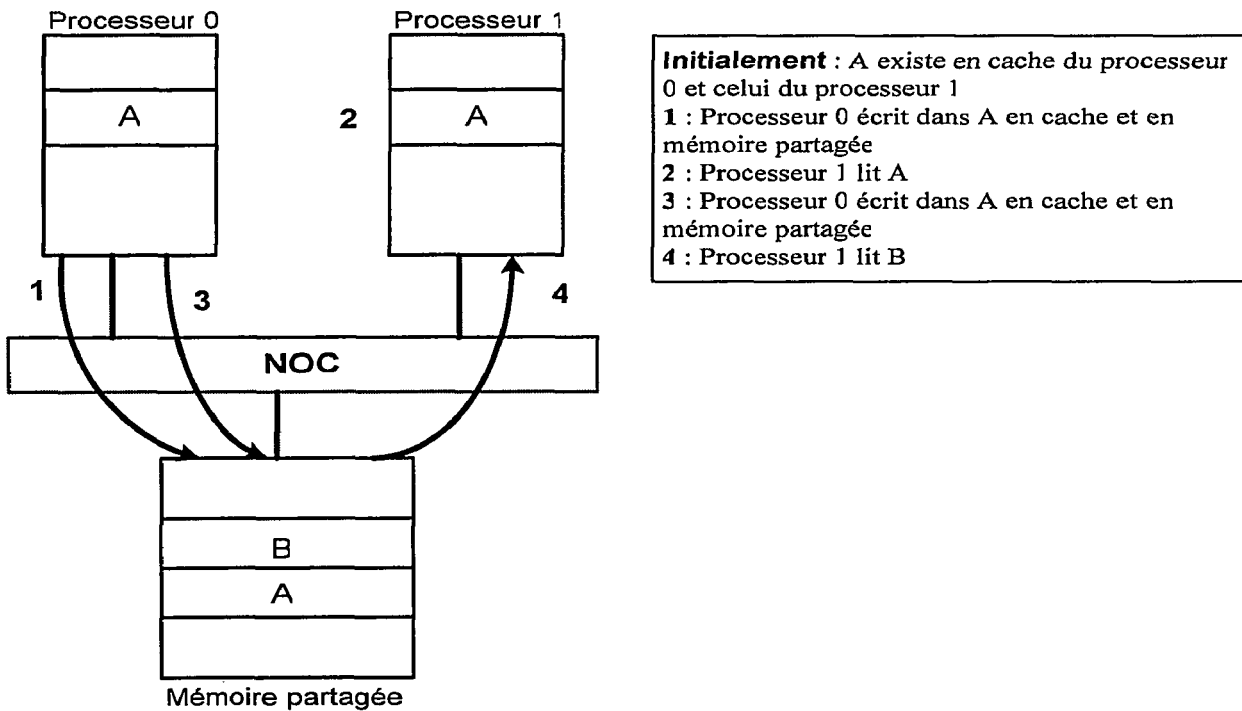 Processeur 0
Processeur 1
A
2
A
Initialement : A existe en cache du processeur
0 et celui du processeur 1
1 : Processeur 0 écrit dans A en cache et en
mémoire partagée
2 : Processeur 1 lit A
3 : Processeur 0 écrit dans A en cache et en
mémoire partagée
4 : Processeur 1 lit B
1
3
4
NOC
B
A
Mémoire partagée